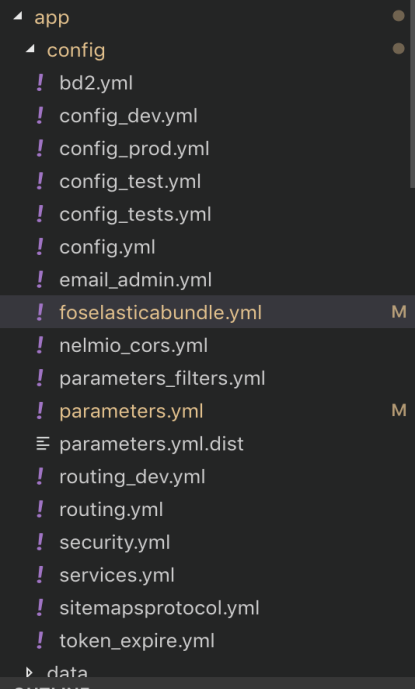 app
config
! bd2.yml
! config_dev.yml
! config_prod.yml
! config_test.yml
! config_tests.yml
! config.yml
! email_admin.yml
! foselasticabundle.yml M
! nelmio_cors.yml
! parameters_filters.yml
! parameters.yml M
parameters.yml.dist
! routing_dev.yml
! routing.yml
! security.yml
! services.yml
! sitemapsprotocol.yml
! token_expire.yml
data